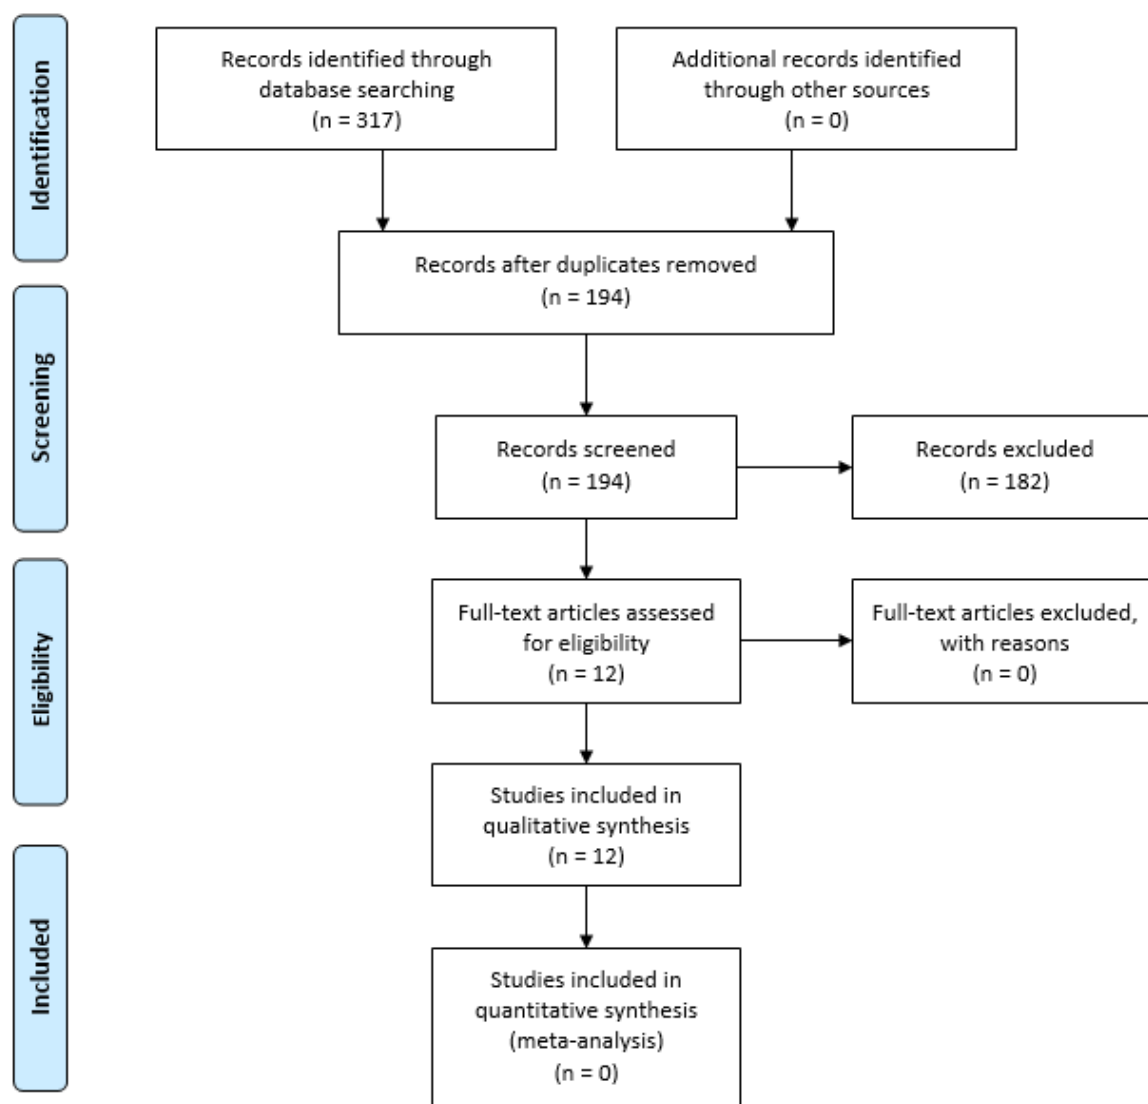 Identification
Records identified through
database searching
(n = 317)
Additional records identified
through other sources
(n = 0)
Records after duplicates removed
(n = 194)
Screening
Records screened
(n = 194)
Records excluded
(n = 182)
Eligibility
Full-text articles assessed
for eligibility
(n = 12)
Full-text articles excluded,
with reasons
(n = 0)
Studies included in
qualitative synthesis
(n = 12)
Included
Studies included in
quantitative synthesis
(meta-analysis)
(n = 0)